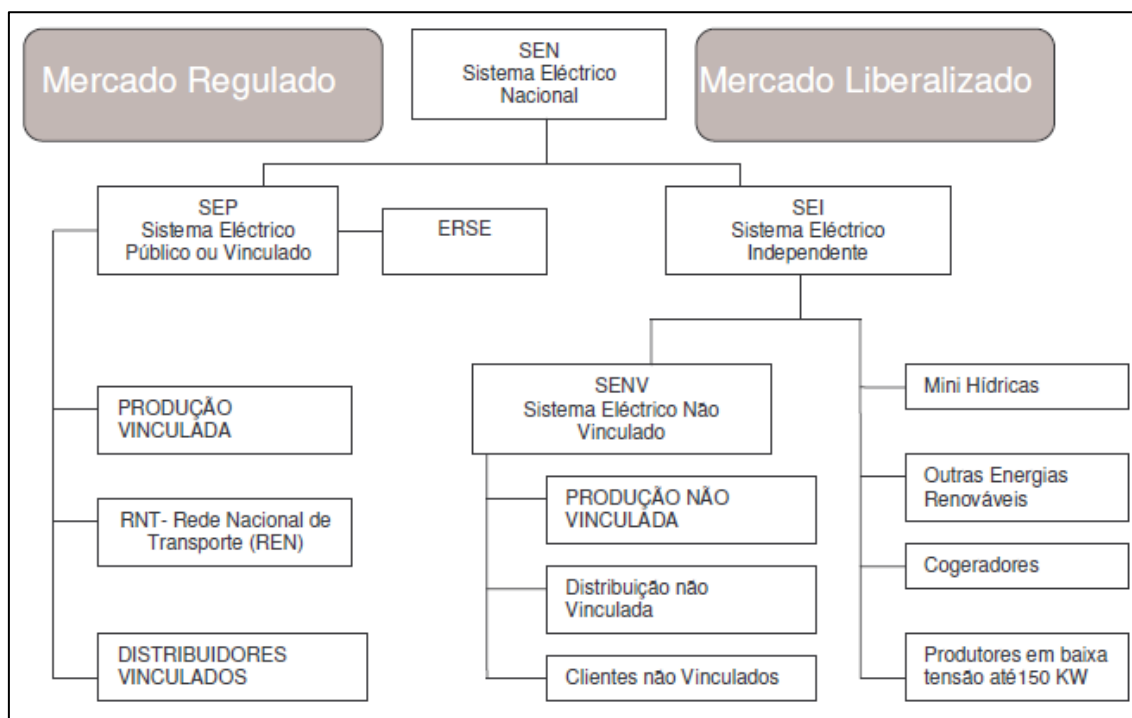 Mercado Regulado
SEN
Sistema Eléctrico
Nacional
Mercado Liberalizado
SEP
Sistema Eléctrico
Público ou Vinculado
ERSE
SEI
Sistema Eléctrico
Independente
PRODUÇÃO
VINCULADA
RNT- Rede Nacional de
Transporte (REN)
DISTRIBUIDORES
VINCULADOS
SENV
Sistema Eléctrico Não
Vinculado
PRODUÇÃO NÃO
VINCULADA
Distribuição não
Vinculada
Clientes não Vinculados
Mini Hídricas
Outras Energias
Renováveis
Cogeradores
Produtores em baixa
tensão até150 KW